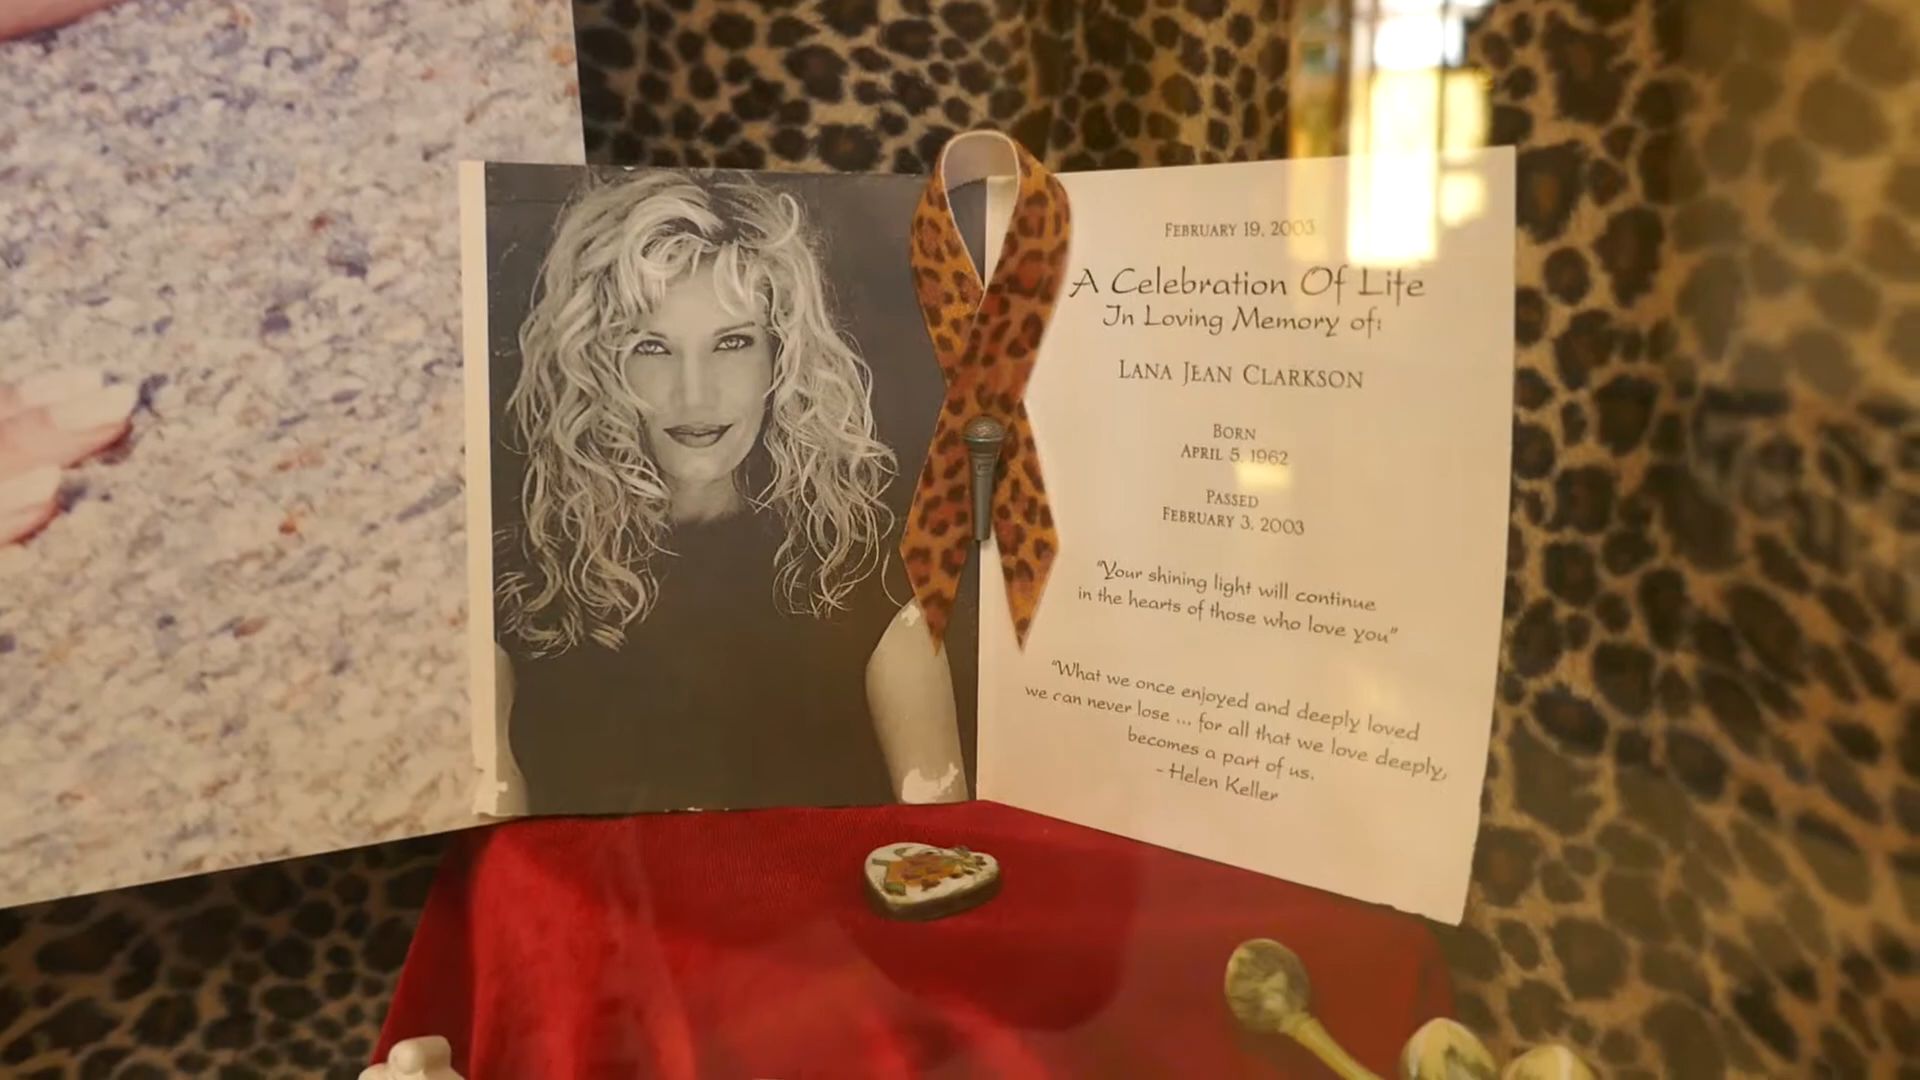 FEBRUARY 19, 2003
A Celebration Of Life
In Loving Memory of:
LANA JEAN CLARKSON
BORN
APRIL 5, 1962
PASSED
FEBRUARY 3, 2003
"Your shining light will continue
in the hearts of those who love you"
"What we once enjoyed and deeply loved
we can never lose ... for all that we love deeply,
becomes a part of us.
- Helen Keller